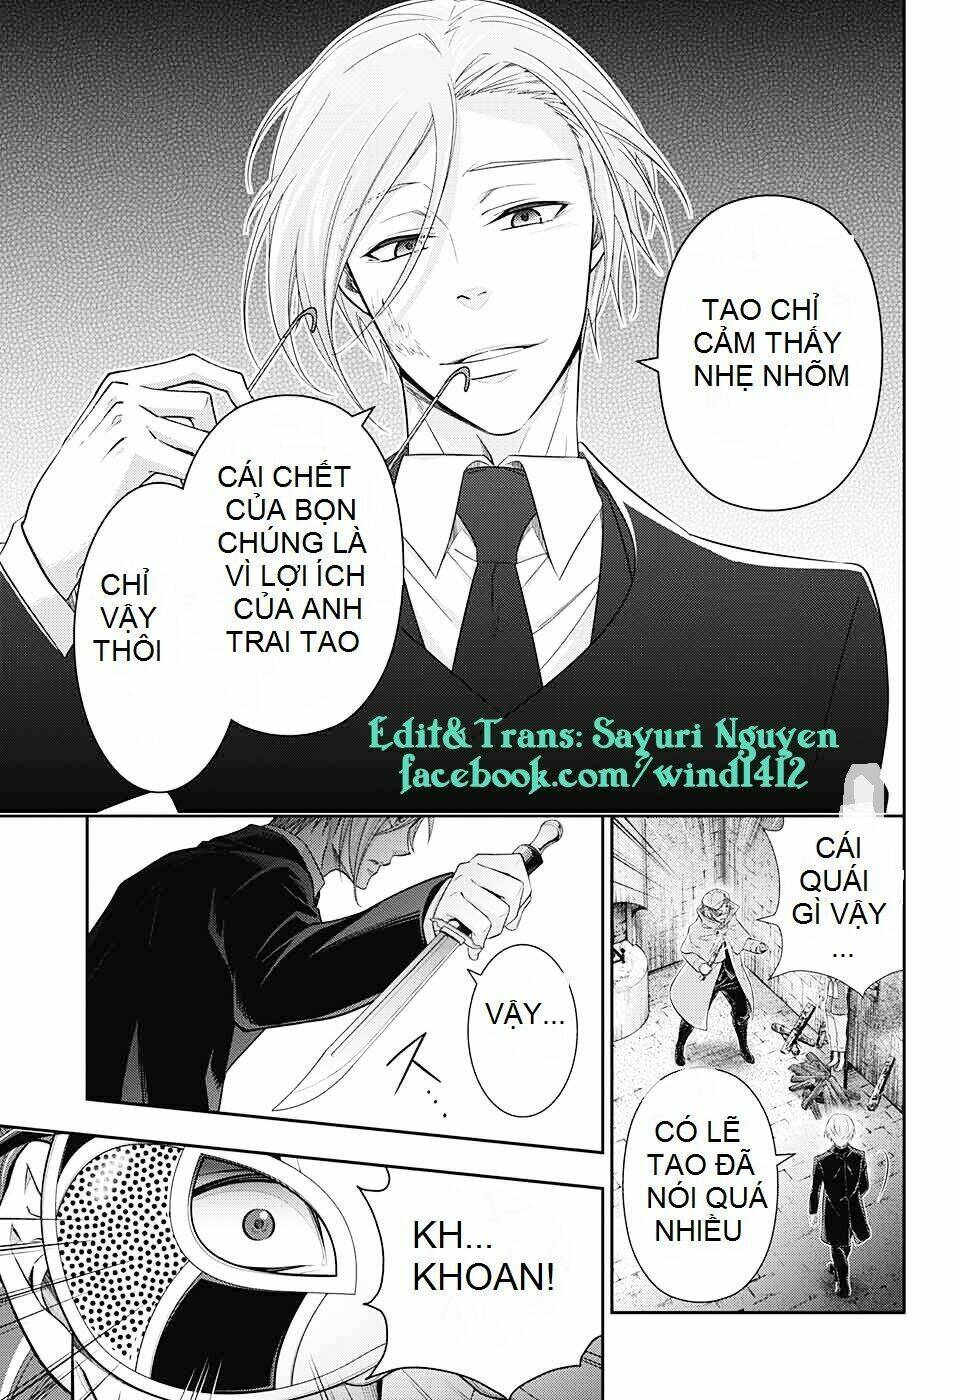 TAO CHỈ
CẢM THẤY
NHẸ NHÕM
CÁI CHẾT
CỦA BỌN
CHÚNG LÀ
VÌ LỢI ÍCH
CỦA ANH
TRAI TAO
CHỈ
VẬY
THÔI
Edit&Trans: Sayuri Nguyen
facebook.com/wind1412
CÁI
QUÁI
GÌ VẬY
...
CÓ LẼ
TAO ĐÃ
NÓI QUÁ
NHIỀU
VẬY...
KH...
KHOAN!